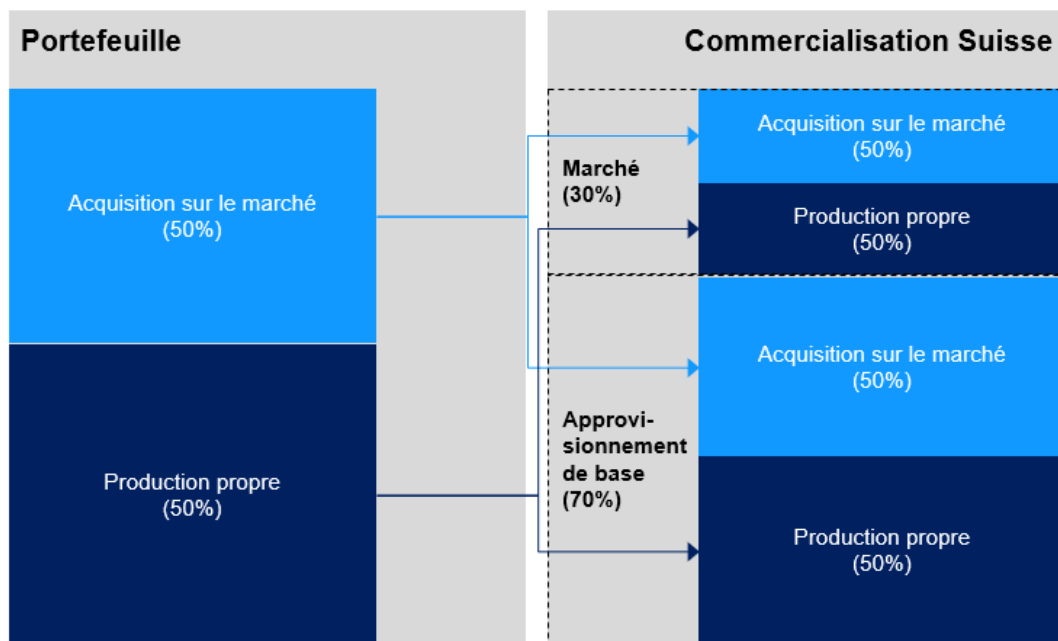 Portefeuille
Commercialisation Suisse
Acquisition sur le marché
(50%)
Production propre
(50%)
Marché
(30%)
Acquisition sur le marché
(50%)
Production propre
(50%)
Approvi-
sionnement
de base
(70%)
Acquisition sur le marché
(50%)
Production propre
(50%)